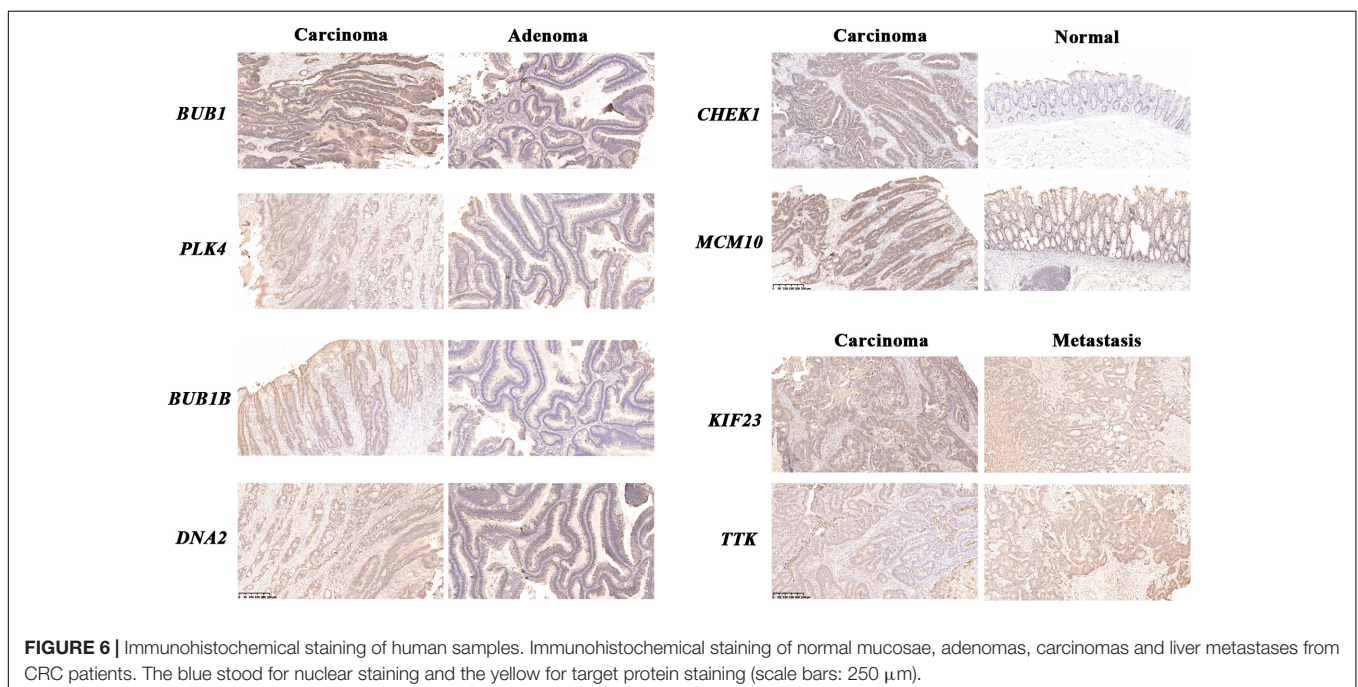 Carcinoma Adenoma
BUB1
PLK4
BUB1B
DNA2
Carcinoma Normal
CHEK1
MCM10
Carcinoma Metastasis
KIF23
TTK
FIGURE 6 | Immunohistochemical staining of human samples. Immunohistochemical staining of normal mucosae, adenomas, carcinomas and liver metastases from
CRC patients. The blue stood for nuclear staining and the yellow for target protein staining (scale bars: 250 μm).